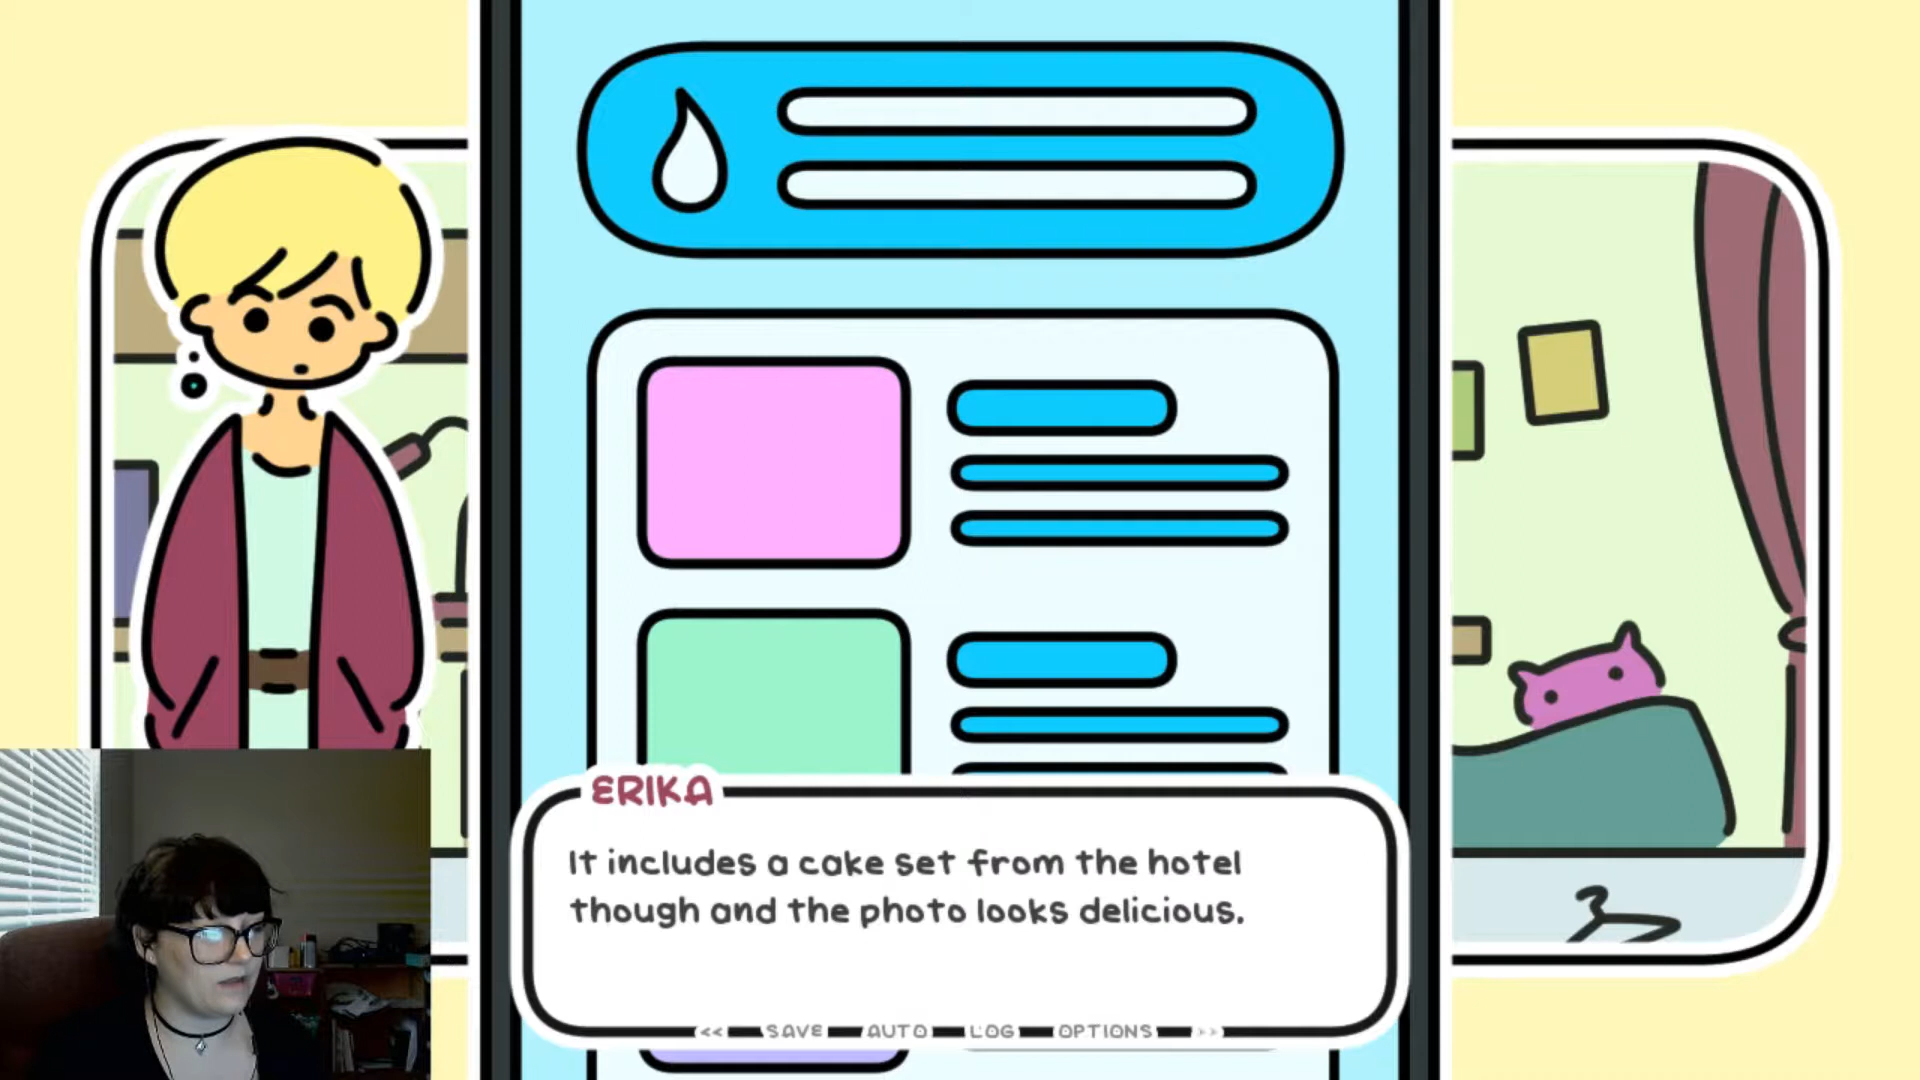 ERIKA
It includes a cake set from the hotel
though and the photo looks delicious.
<< SAVE AUTO LOG OPTIONS >>